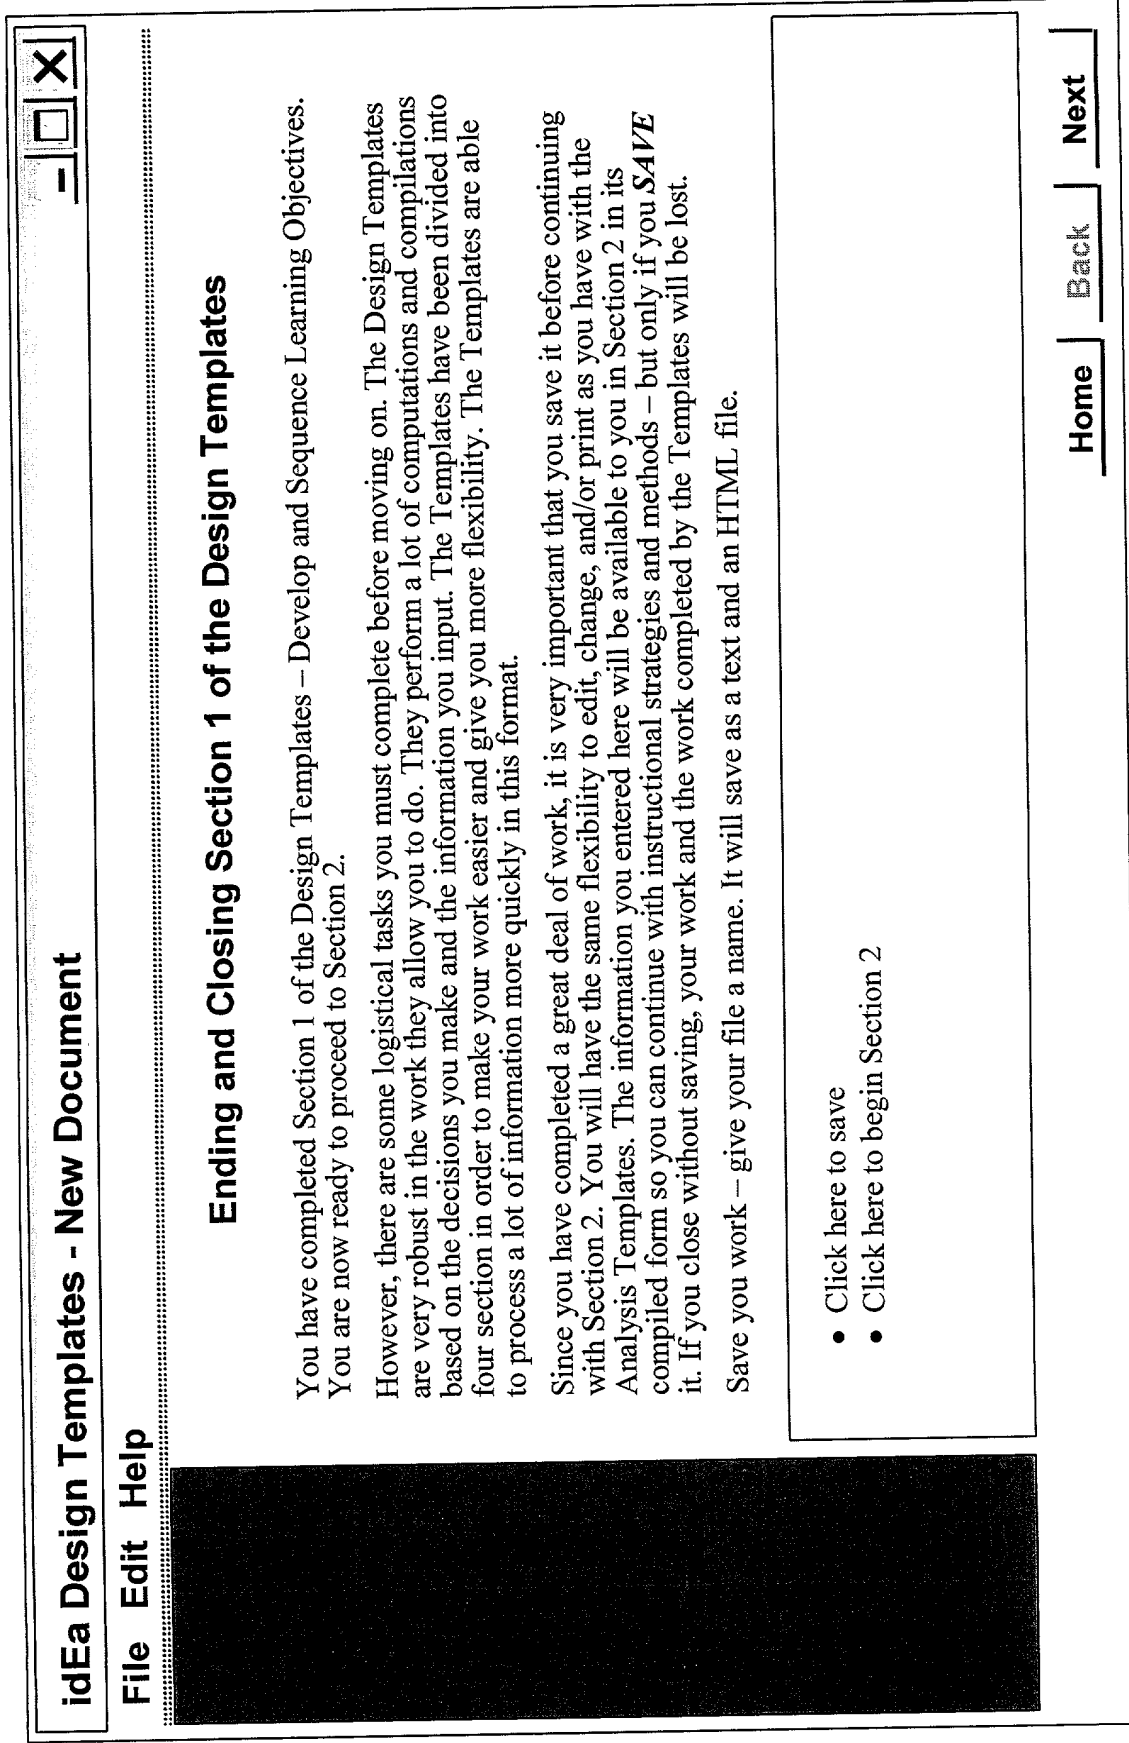 idEa Design Templates - New Document
File Edit Help
Ending and Closing Section 1 of the Design Templates
You have completed Section 1 of the Design Templates – Develop and Sequence Learning Objectives.
You are now ready to proceed to Section 2.
However, there are some logistical tasks you must complete before moving on. The Design Templates
are very robust in the work they allow you to do. They perform a lot of computations and compilations
based on the decisions you make and the information you input. The Templates have been divided into
four section in order to make your work easier and give you more flexibility. The Templates are able
to process a lot of information more quickly in this format.
Since you have completed a great deal of work, it is very important that you save it before continuing
with Section 2. You will have the same flexibility to edit, change, and/or print as you have with the
Analysis Templates. The information you entered here will be available to you in Section 2 in its
compiled form so you can continue with instructional strategies and methods – but only if you SAVE
it. If you close without saving, your work and the work completed by the Templates will be lost.
Save you work – give your file a name. It will save as a text and an HTML file.
• Click here to save
• Click here to begin Section 2
Home Back Next